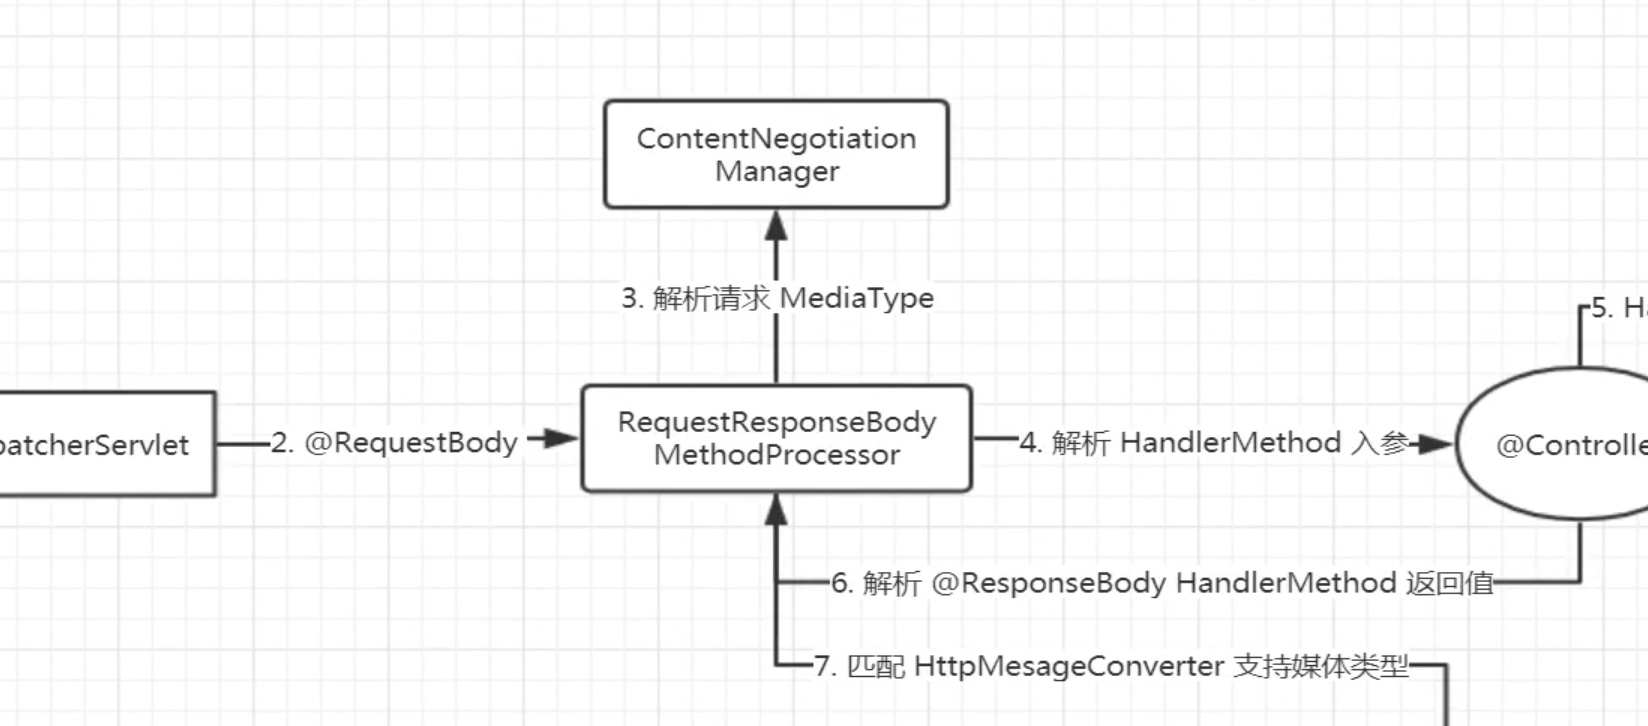 ContentNegotiation
Manager
3. 解析请求 MediaType
5. H
patcherServlet
2. @RequestBody
RequestResponseBody
MethodProcessor
4. 解析 HandlerMethod 入参
@Controlle
6. 解析 @ResponseBody HandlerMethod 返回值
7. 匹配 HttpMesageConverter 支持媒体类型